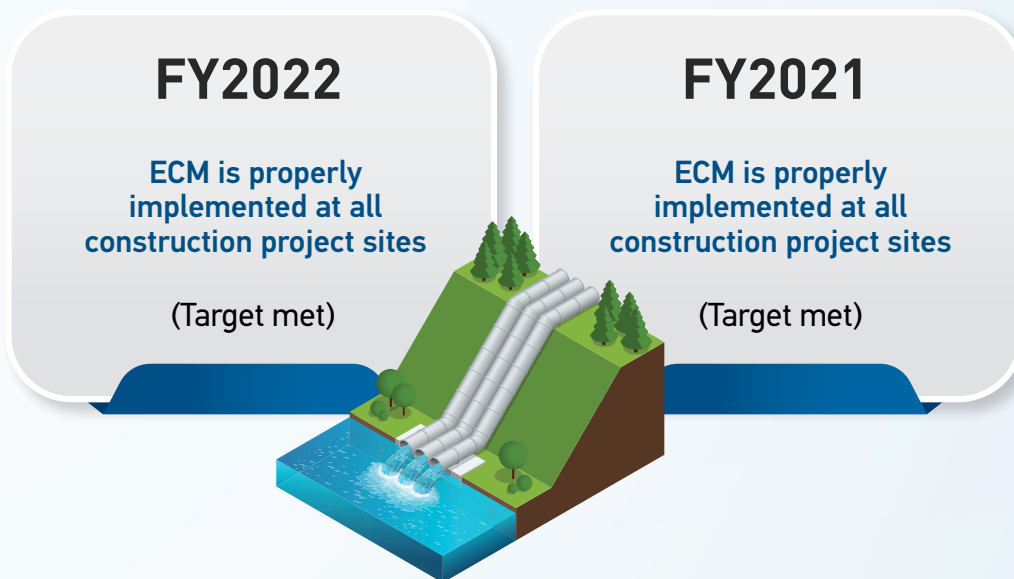 FY2022
ECM is properly
implemented at all
construction project sites
(Target met)
FY2021
ECM is properly
implemented at all
construction project sites
(Target met)